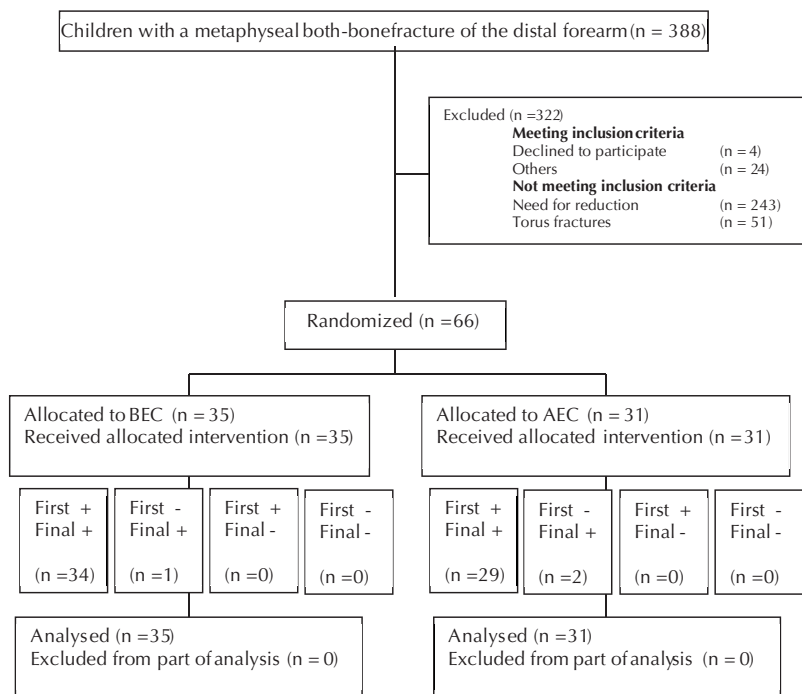 Children with a metaphyseal both-bonefracture of the distal forearm (n = 388)
Excluded (n =322)
Meeting inclusion criteria
Declined to participate (n = 4)
Others (n = 24)
Not meeting inclusion criteria
Need for reduction (n = 243)
Torus fractures (n = 51)
Randomized (n =66)
Allocated to BEC (n = 35)
Received allocated intervention (n =35)
Allocated to AEC (n = 31)
Received allocated intervention (n =31)
First +
Final +
(n =34)
First -
Final +
(n =1)
First +
Final -
(n =0)
First -
Final -
(n =0)
First +
Final +
(n =29)
First -
Final +
(n =2)
First +
Final -
(n =0)
First -
Final -
(n =0)
Analysed (n =35)
Excluded from part of analysis (n = 0)
Analysed (n =31)
Excluded from part of analysis (n = 0)